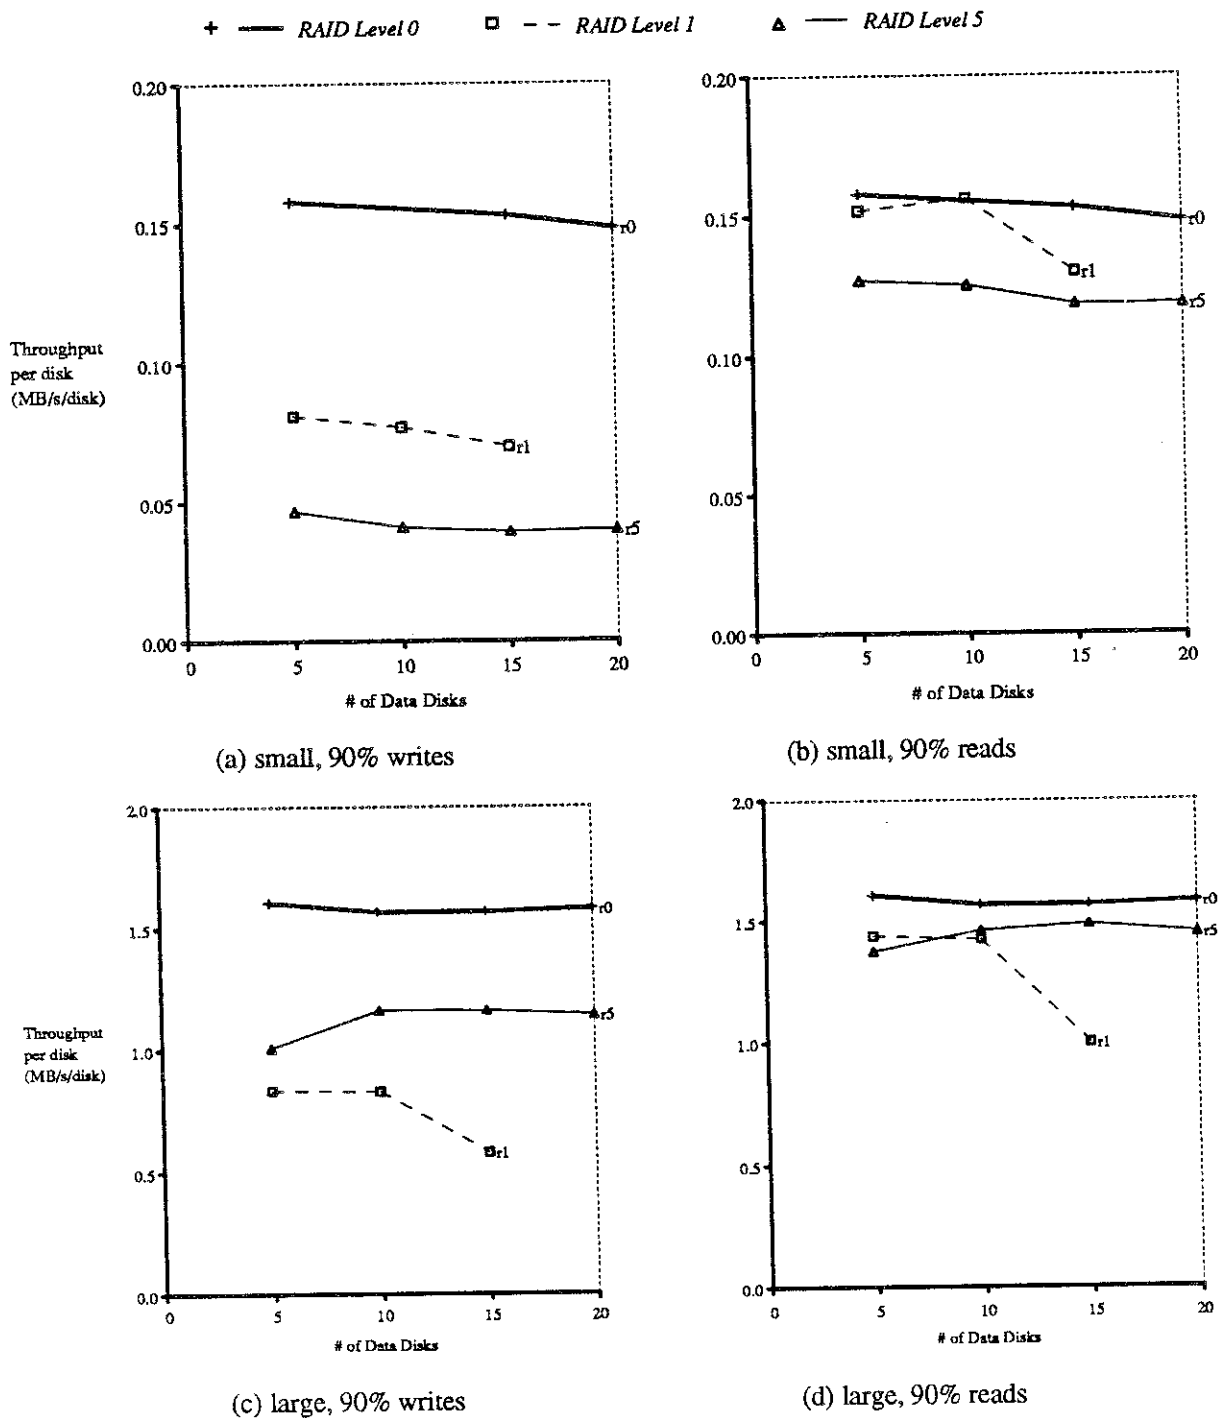 RAID Level 0 RAID Level 1 RAID Level 5
0.20
0.15
0.10
0.05
0.00
0 5 10 15 20
r0
r1
r5
Throughput
per disk
(MB/s/disk)
# of Data Disks
(a) small, 90% writes
0.20
0.15
0.10
0.05
0.00
0 5 10 15 20
r0
r1
r5
# of Data Disks
(b) small, 90% reads
2.0
1.5
1.0
0.5
0.0
0 5 10 15 20
r0
r5
r1
Throughput
per disk
(MB/s/disk)
# of Data Disks
(c) large, 90% writes
2.0
1.5
1.0
0.5
0.0
0 5 10 15 20
r0
r5
r1
# of Data Disks
(d) large, 90% reads